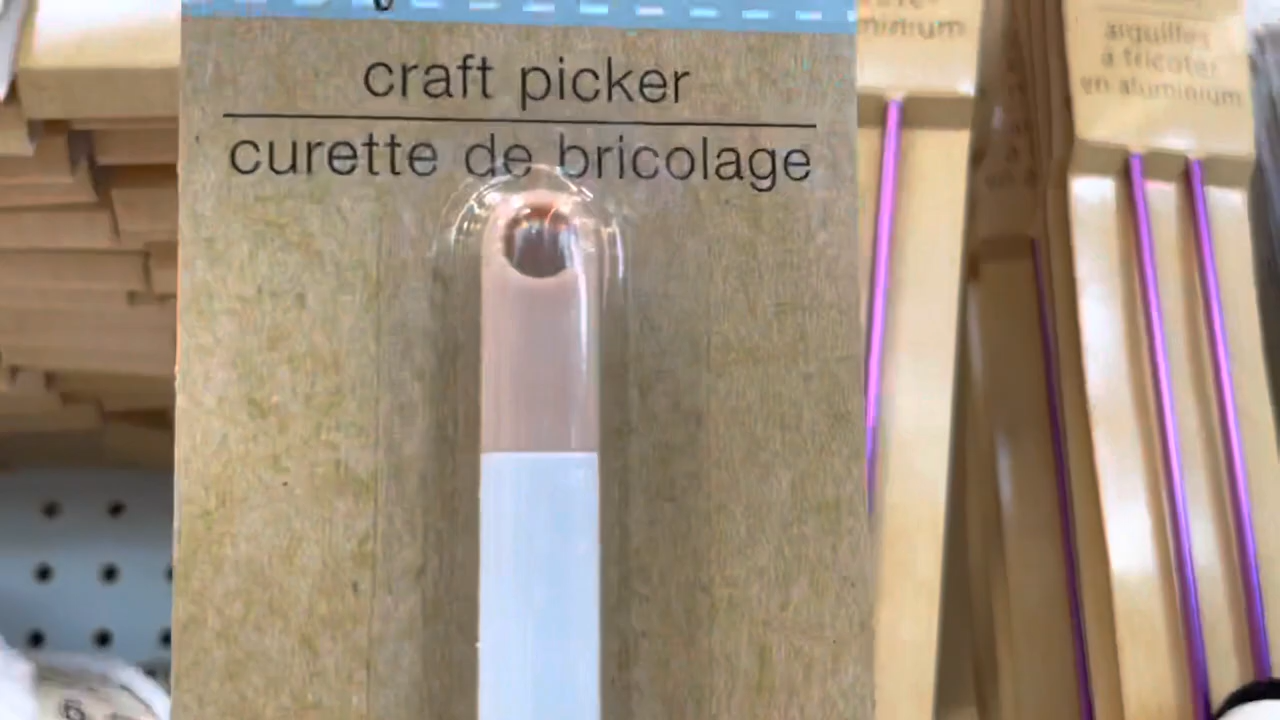 craft picker
curette de bricolage
aiguilles
à tricoter
en aluminium